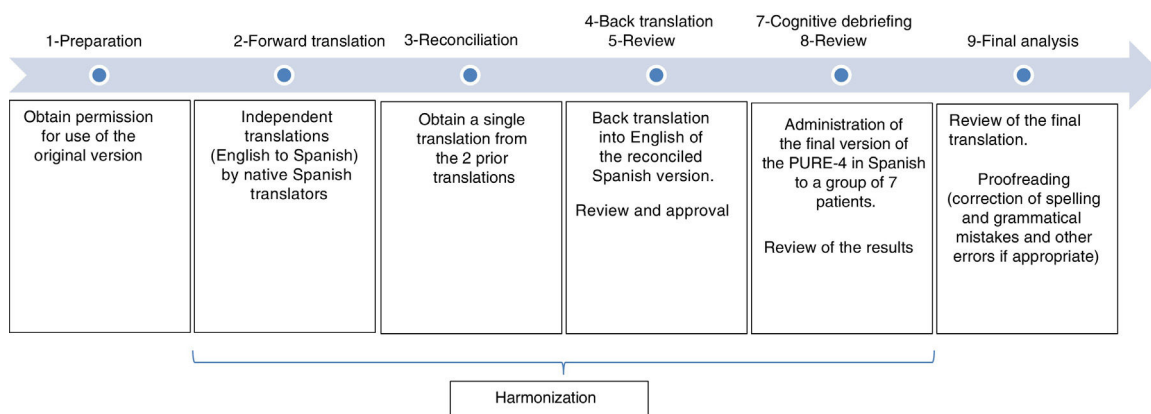 1-Preparation
2-Forward translation
3-Reconciliation
4-Back translation
5-Review
7-Cognitive debriefing
8-Review
9-Final analysis
Obtain permission
for use of the
original version
Independent
translations
(English to Spanish)
by native Spanish
translators
Obtain a single
translation from
the 2 prior
translations
Back translation
into English of
the reconciled
Spanish version.
Review and approval
Administration of
the final version of
the PURE-4 in Spanish
to a group of 7
patients.
Review of the results
Review of the final
translation.
Proofreading
(correction of spelling
and grammatical
mistakes and other
errors if appropriate)
Harmonization